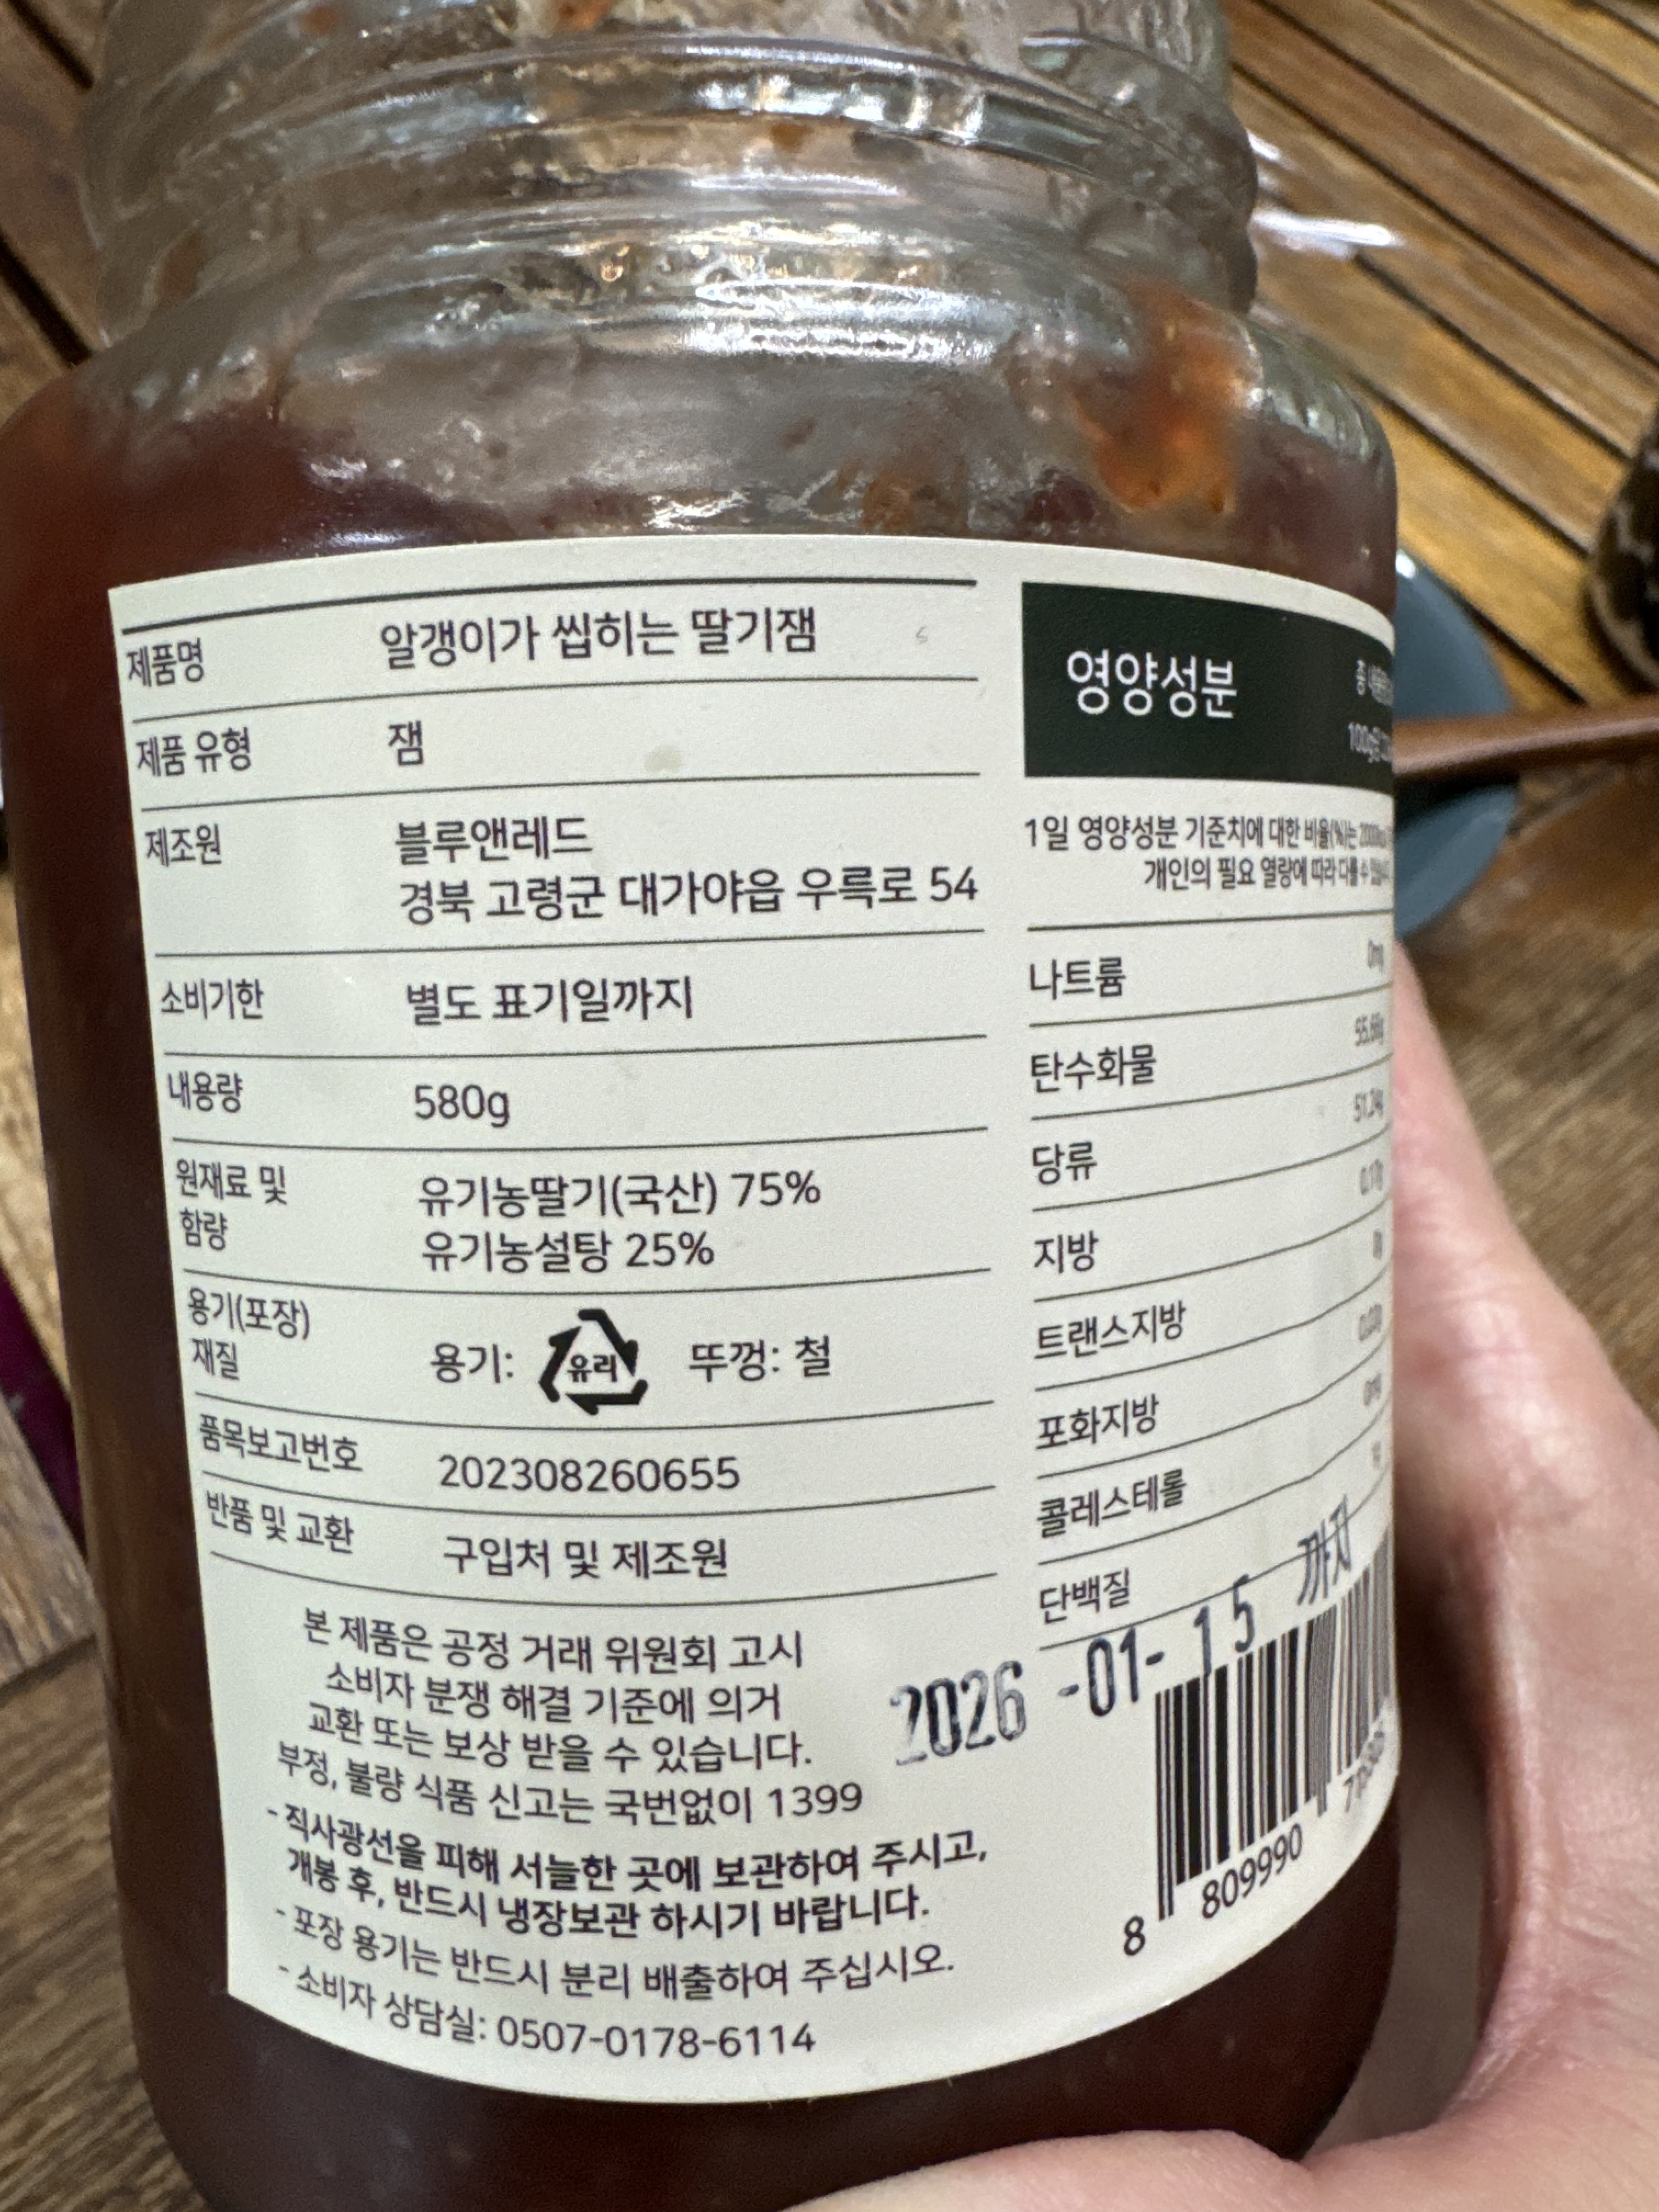 제품명 알갱이가 씹히는 딸기잼
제품 유형 잼
제조원 블루앤레드
경북 고령군 대가야읍 우륵로 54
소비기한 별도 표기일까지
내용량 580g
원재료 및 함량 유기농딸기(국산) 75%
유기농설탕 25%
용기(포장) 재질 용기: 유리 뚜껑: 철
품목보고번호 202308260655
반품 및 교환 구입처 및 제조원
본 제품은 공정 거래 위원회 고시
소비자 분쟁 해결 기준에 의거
교환 또는 보상 받을 수 있습니다.
부정, 불량 식품 신고는 국번없이 1399
- 직사광선을 피해 서늘한 곳에 보관하여 주시고,
개봉 후, 반드시 냉장보관 하시기 바랍니다.
- 포장 용기는 반드시 분리 배출하여 주십시오.
- 소비자 상담실: 0507-0178-6114
영양성분
1일 영양성분 기준치에 대한 비율(%)는
개인의 필요 열량에 따라 다를 수
나트륨 0mg
탄수화물
당류
지방
트랜스지방
포화지방
콜레스테롤
단백질
2026-01-15 까지
8 809990